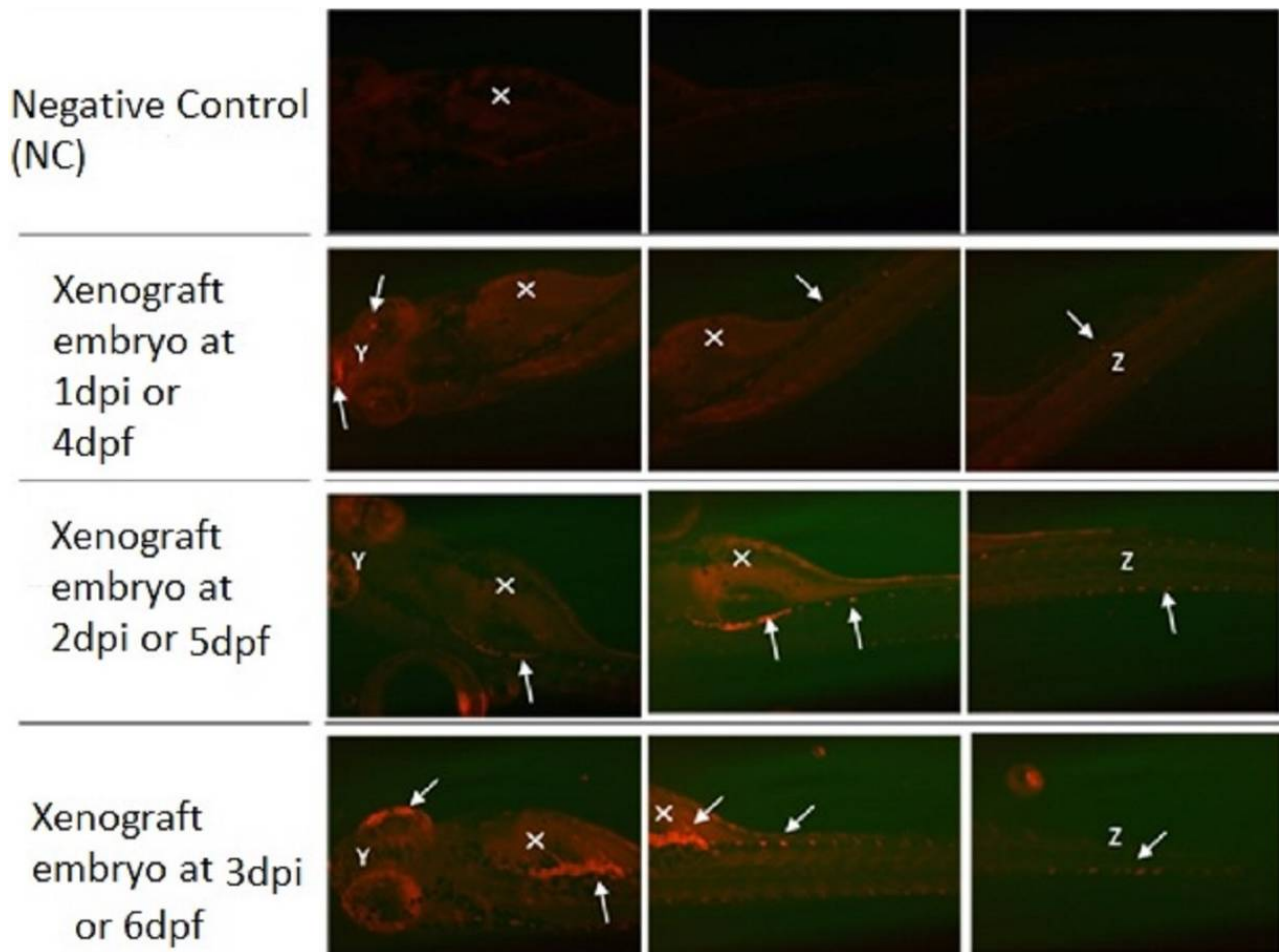 Negative Control
(NC)
X
Xenograft
embryo at
1dpi or
4dpf
Y
X
X
Z
Xenograft
embryo at
2dpi or 5dpf
Y
X
X
Z
Xenograft
embryo at 3dpi
or 6dpf
Y
X
X
Z